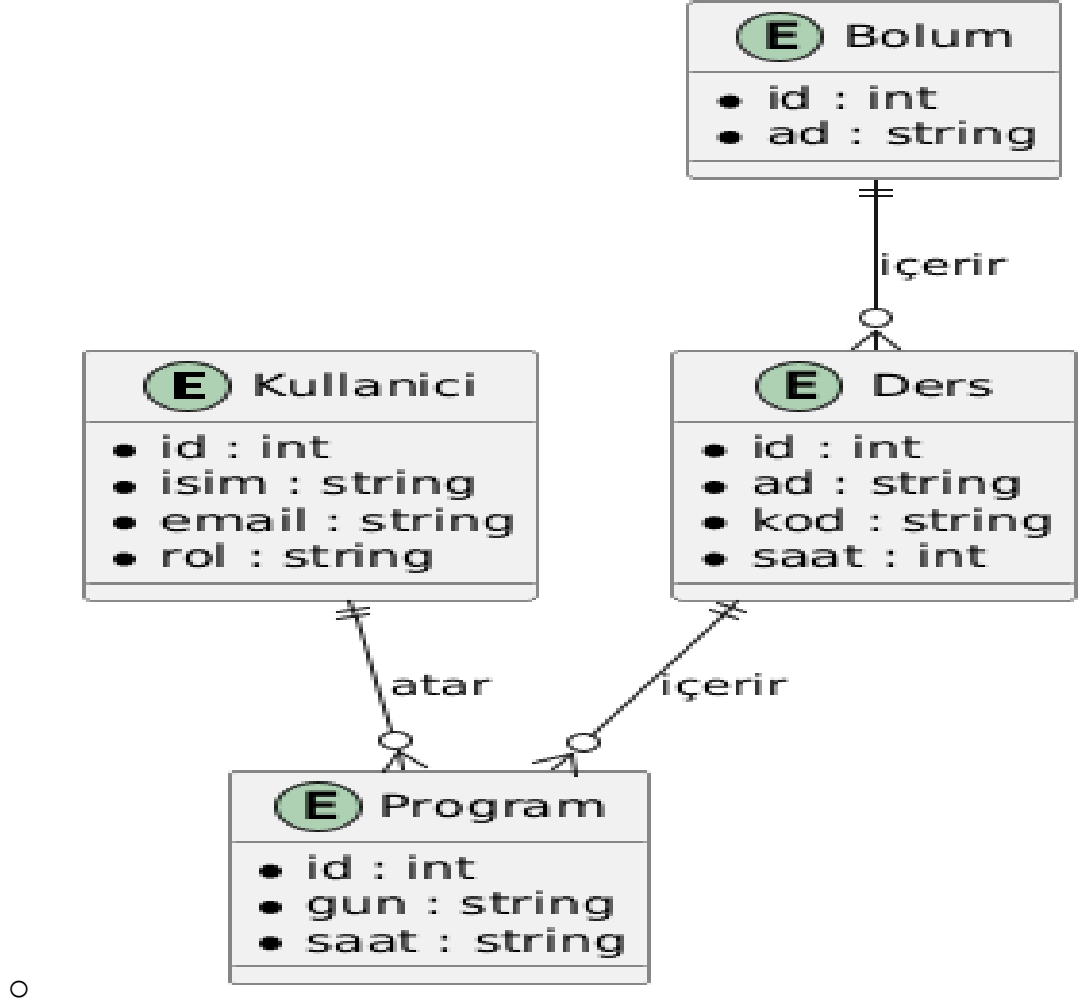 E Bolum
id : int
ad : string
içerir
E Kullanici
id : int
isim : string
email : string
rol : string
E Ders
id : int
ad : string
kod : string
saat : int
atar
içerir
E Program
id : int
gun : string
saat : string